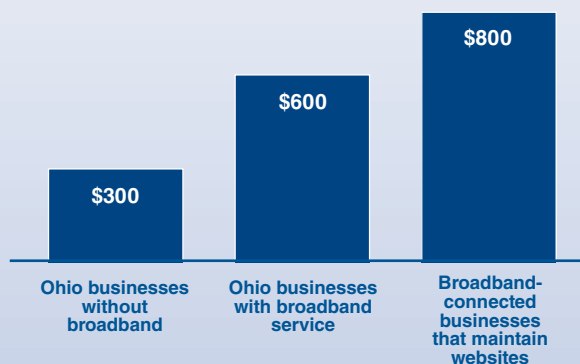 $800
$600
$300
Ohio businesses
without
broadband
Ohio businesses
with broadband
service
Broadband-
connected
businesses
that maintain
websites